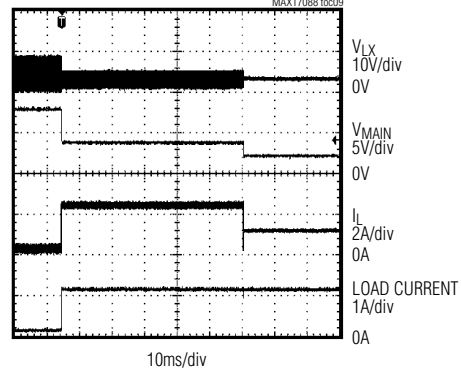 MAX17088 toc09
T
V_LX
10V/div
0V
V_MAIN
5V/div
0V
I_L
2A/div
0A
LOAD CURRENT
1A/div
0A
10ms/div